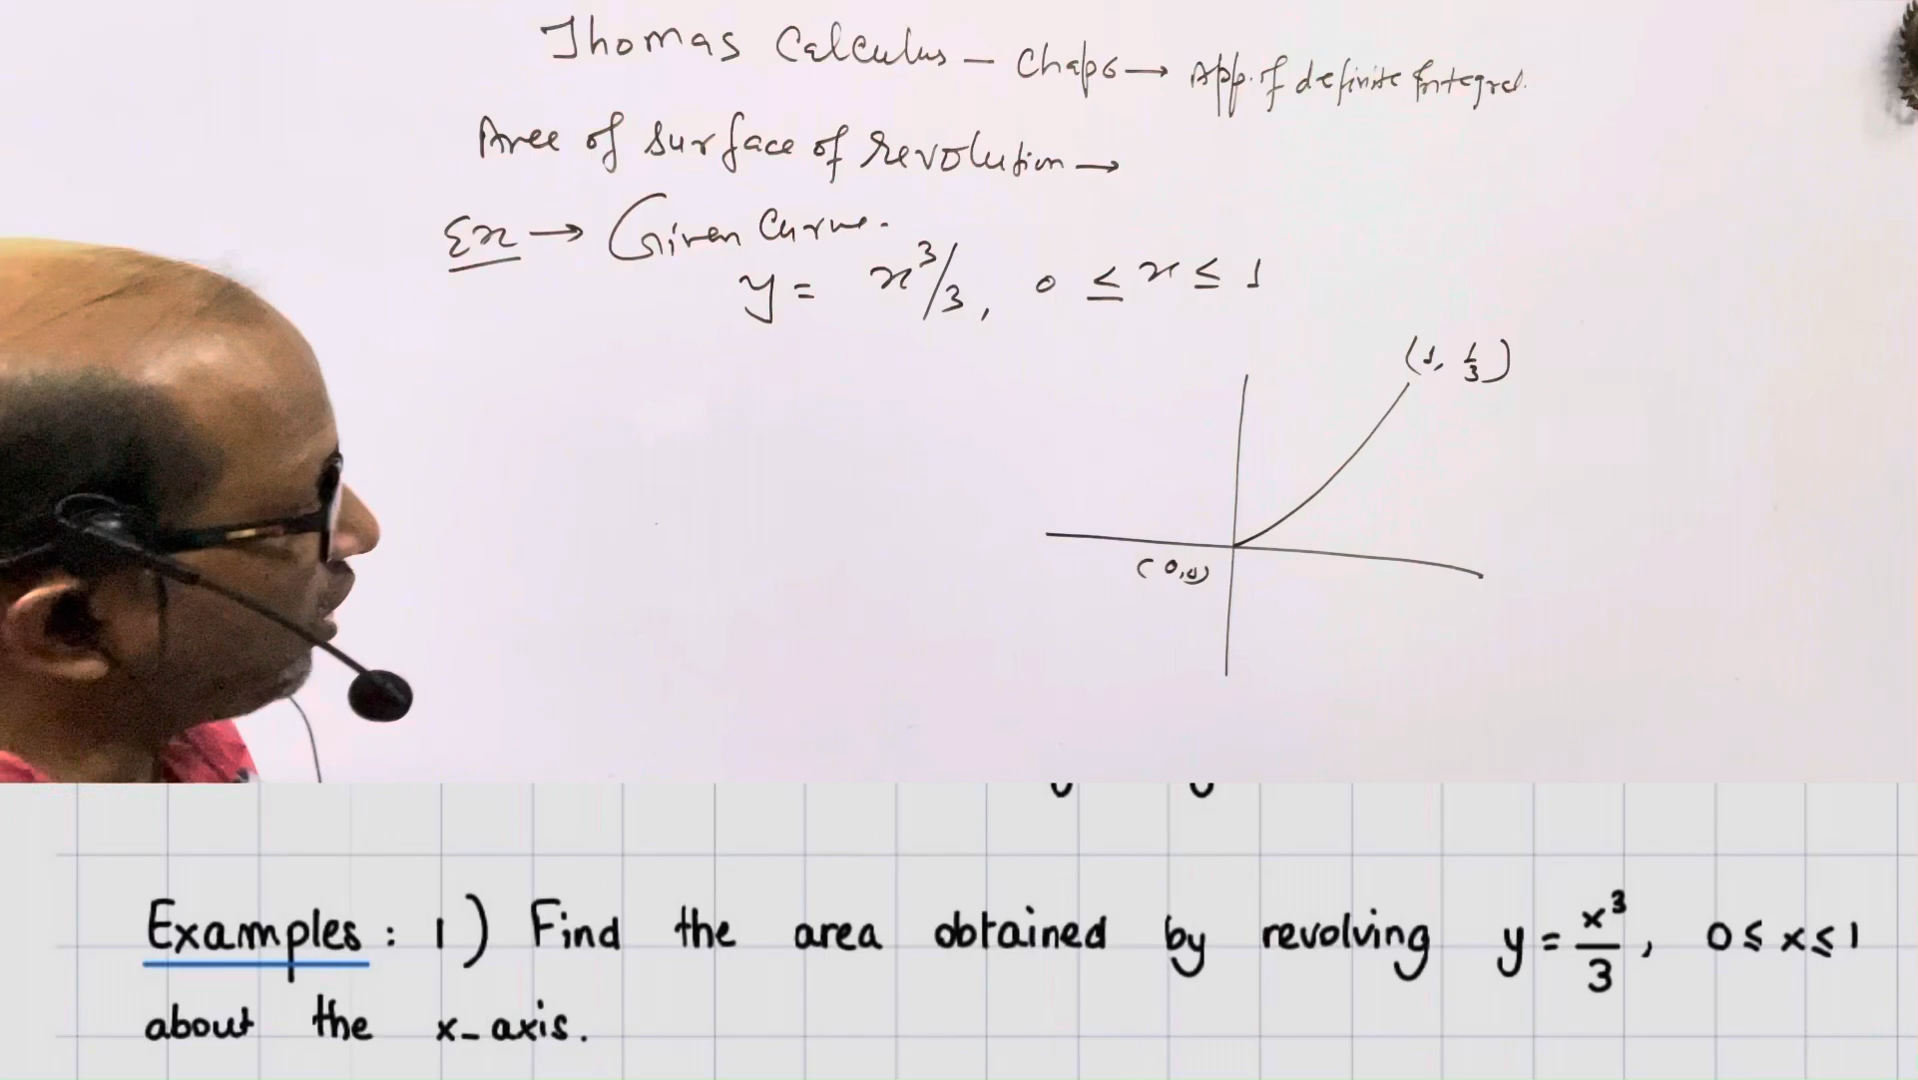 Thomas Calculus – Chap6 → App. of definite Integral.
Area of surface of revolution →
Ex → Given Curve.
y = x³/3, 0 ≤ x ≤ 1
(1, 1/3)
(0,0)
Examples: 1) Find the area obtained by revolving y = x³/3, 0 ≤ x ≤ 1
about the x-axis.